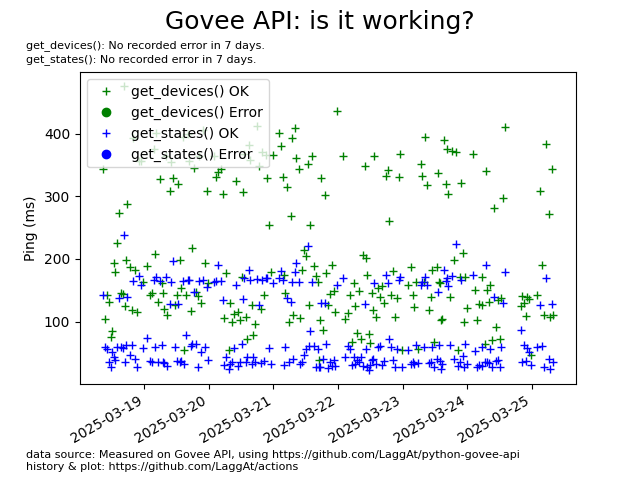 Govee API: is it working?
get_devices(): No recorded error in 7 days.
get_states(): No recorded error in 7 days.
get_devices() OK
get_devices() Error
get_states() OK
get_states() Error
Ping (ms)
400
300
200
100
2025-03-19
2025-03-20
2025-03-21
2025-03-22
2025-03-23
2025-03-24
2025-03-25
data source: Measured on Govee API, using https://github.com/LaggAt/python-govee-api
history & plot: https://github.com/LaggAt/actions